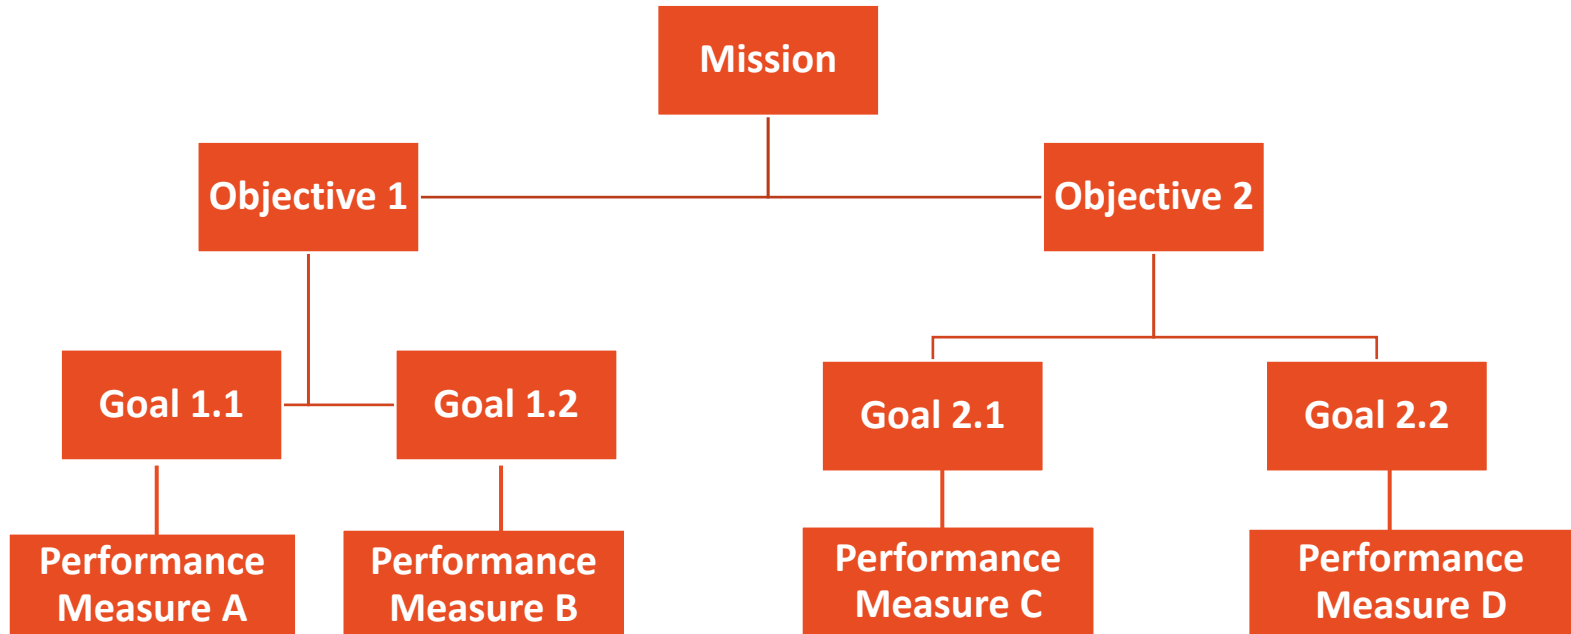 Mission
Objective 1
Objective 2
Goal 1.1
Goal 1.2
Goal 2.1
Goal 2.2
Performance
Measure A
Performance
Measure B
Performance
Measure C
Performance
Measure D